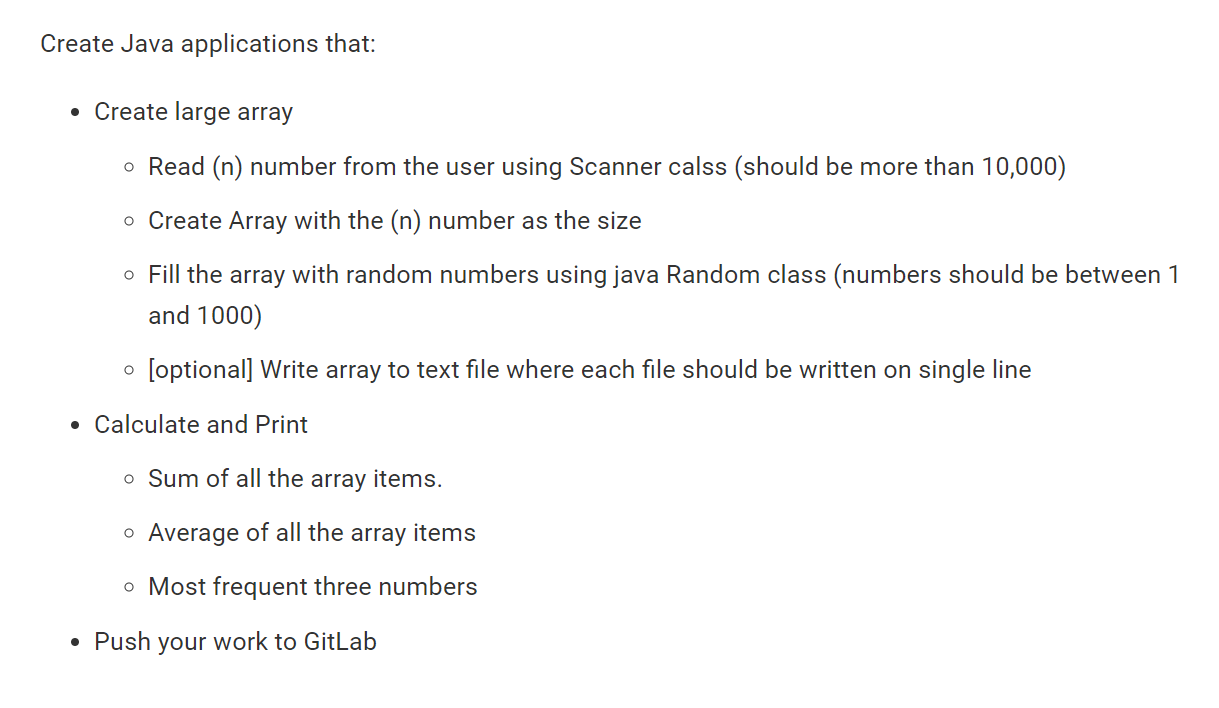 Create Java applications that:
• Create large array
○ Read (n) number from the user using Scanner calss (should be more than 10,000)
○ Create Array with the (n) number as the size
○ Fill the array with random numbers using java Random class (numbers should be between 1
and 1000)
○ [optional] Write array to text file where each file should be written on single line
• Calculate and Print
○ Sum of all the array items.
○ Average of all the array items
○ Most frequent three numbers
• Push your work to GitLab